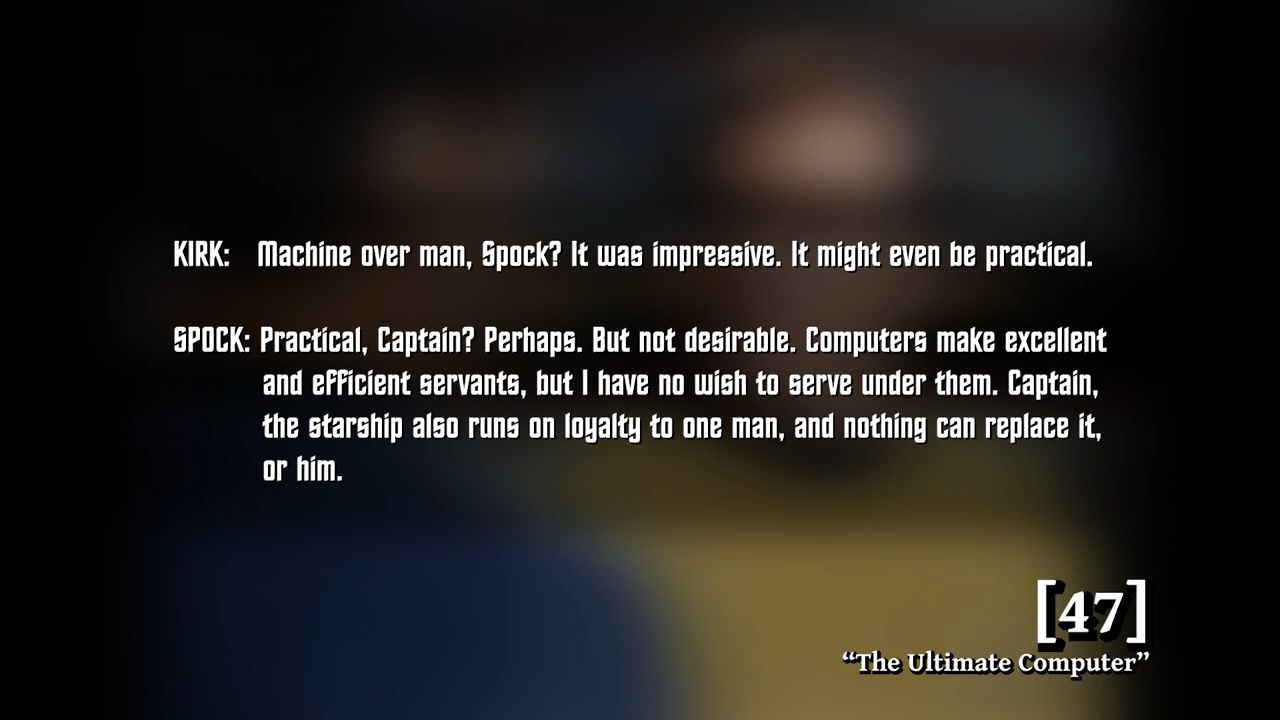 KIRK: Machine over man, Spock? It was impressive. It might even be practical.
SPOCK: Practical, Captain? Perhaps. But not desirable. Computers make excellent
and efficient servants, but I have no wish to serve under them. Captain,
the starship also runs on loyalty to one man, and nothing can replace it,
or him.
[47]
“The Ultimate Computer”